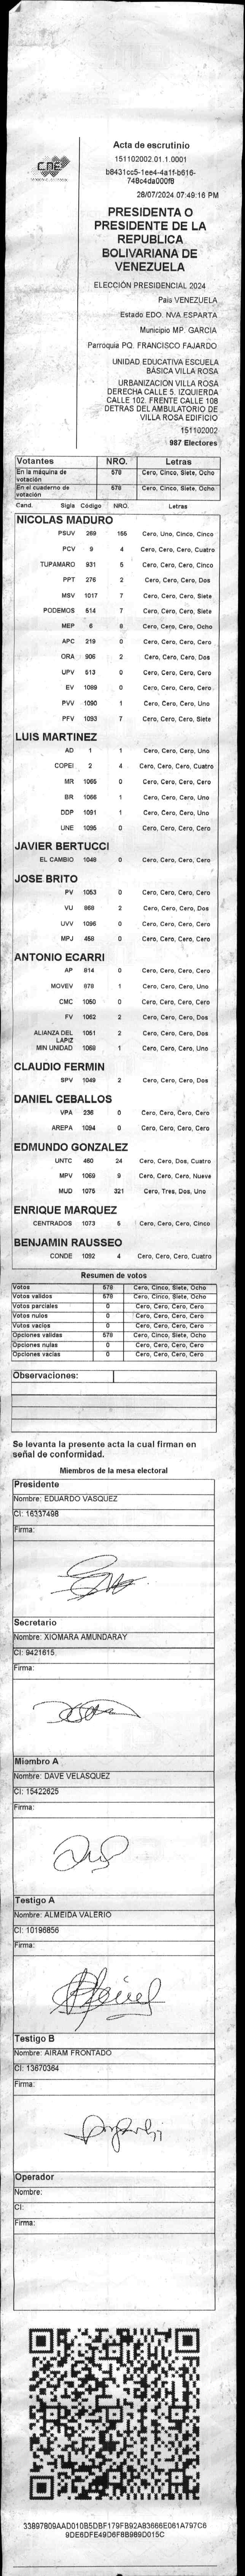 CNE
Acta de escrutinio
151102002.01.1.0001
b8431cc5-1ee4-4a1f-b616-
748c4da000f8
28/07/2024 07:49:16 PM
PRESIDENTA O
PRESIDENTE DE LA
REPUBLICA
BOLIVARIANA DE
VENEZUELA
ELECCIÓN PRESIDENCIAL 2024
Pais VENEZUELA
Estado EDO. NVA.ESPARTA
Municipio MP. GARCIA
Parroquia PQ. FRANCISCO FAJARDO
UNIDAD EDUCATIVA ESCUELA
BÁSICA VILLA ROSA
URBANIZACIÓN VILLA ROSA
DERECHA CALLE 5. IZQUIERDA
CALLE 102. FRENTE CALLE 108
DETRAS DEL AMBULATORIO DE
VILLA ROSA EDIFICIO
151102002
987 Electores
Votantes NRO. Letras
En la máquina de votación 578 Cero, Cinco, Siete, Ocho
En el cuaderno de votación 578 Cero, Cinco, Siete, Ocho
Cand. Sigla Código NRO. Letras
NICOLAS MADURO
PSUV 269 155 Cero, Uno, Cinco, Cinco
PCV 9 4 Cero, Cero, Cero, Cuatro
TUPAMARO 931 5 Cero, Cero, Cero, Cinco
PPT 276 2 Cero, Cero, Cero, Dos
MSV 1017 7 Cero, Cero, Cero, Siete
PODEMOS 514 7 Cero, Cero, Cero, Siete
MEP 6 8 Cero, Cero, Cero, Ocho
APC 219 0 Cero, Cero, Cero, Cero
ORA 906 2 Cero, Cero, Cero, Dos
UPV 513 0 Cero, Cero, Cero, Cero
EV 1089 0 Cero, Cero, Cero, Cero
PVV 1090 1 Cero, Cero, Cero, Uno
PFV 1093 7 Cero, Cero, Cero, Siete
LUIS MARTINEZ
AD 1 1 Cero, Cero, Cero, Uno
COPEI 2 4 Cero, Cero, Cero, Cuatro
MR 1065 0 Cero, Cero, Cero, Cero
BR 1066 1 Cero, Cero, Cero, Uno
DDP 1091 1 Cero, Cero, Cero, Uno
UNE 1095 0 Cero, Cero, Cero, Cero
JAVIER BERTUCCI
EL CAMBIO 1048 0 Cero, Cero, Cero, Cero
JOSE BRITO
PV 1053 0 Cero, Cero, Cero, Cero
VU 868 2 Cero, Cero, Cero, Dos
UVV 1096 0 Cero, Cero, Cero, Cero
MPJ 458 0 Cero, Cero, Cero, Cero
ANTONIO ECARRI
AP 814 0 Cero, Cero, Cero, Cero
MOVEV 878 1 Cero, Cero, Cero, Uno
CMC 1050 0 Cero, Cero, Cero, Cero
FV 1062 2 Cero, Cero, Cero, Dos
ALIANZA DEL LAPIZ 1051 2 Cero, Cero, Cero, Dos
MIN UNIDAD 1068 1 Cero, Cero, Cero, Uno
CLAUDIO FERMIN
SPV 1049 2 Cero, Cero, Cero, Dos
DANIEL CEBALLOS
VPA 236 0 Cero, Cero, Cero, Cero
AREPA 1094 0 Cero, Cero, Cero, Cero
EDMUNDO GONZALEZ
UNTC 460 24 Cero, Cero, Dos, Cuatro
MPV 1069 9 Cero, Cero, Cero, Nueve
MUD 1075 321 Cero, Tres, Dos, Uno
ENRIQUE MARQUEZ
CENTRADOS 1073 5 Cero, Cero, Cero, Cinco
BENJAMIN RAUSSEO
CONDE 1092 4 Cero, Cero, Cero, Cuatro
Resumen de votos
Votos 578 Cero, Cinco, Siete, Ocho
Votos validos 578 Cero, Cinco, Siete, Ocho
Votos parciales 0 Cero, Cero, Cero, Cero
Votos nulos 0 Cero, Cero, Cero, Cero
Votos vacios 0 Cero, Cero, Cero, Cero
Opciones validas 578 Cero, Cinco, Siete, Ocho
Opciones nulas 0 Cero, Cero, Cero, Cero
Opciones vacias 0 Cero, Cero, Cero, Cero
Observaciones:
Se levanta la presente acta la cual firman en
señal de conformidad.
Miembros de la mesa electoral
Presidente
Nombre: EDUARDO VASQUEZ
CI: 16337498
Firma:
Secretario
Nombre: XIOMARA AMUNDARAY
CI: 9421615
Firma:
Miembro A
Nombre: DAVE VELASQUEZ
CI: 15422625
Firma:
Testigo A
Nombre: ALMEIDA VALERIO
CI: 10196856
Firma:
Testigo B
Nombre: AIRAM FRONTADO
CI: 13670364
Firma:
Operador
Nombre:
CI:
Firma:
33897809AAD010B5DBF179FB92A83666E061A797C6
9DE6DFE49D6F8B989D015C